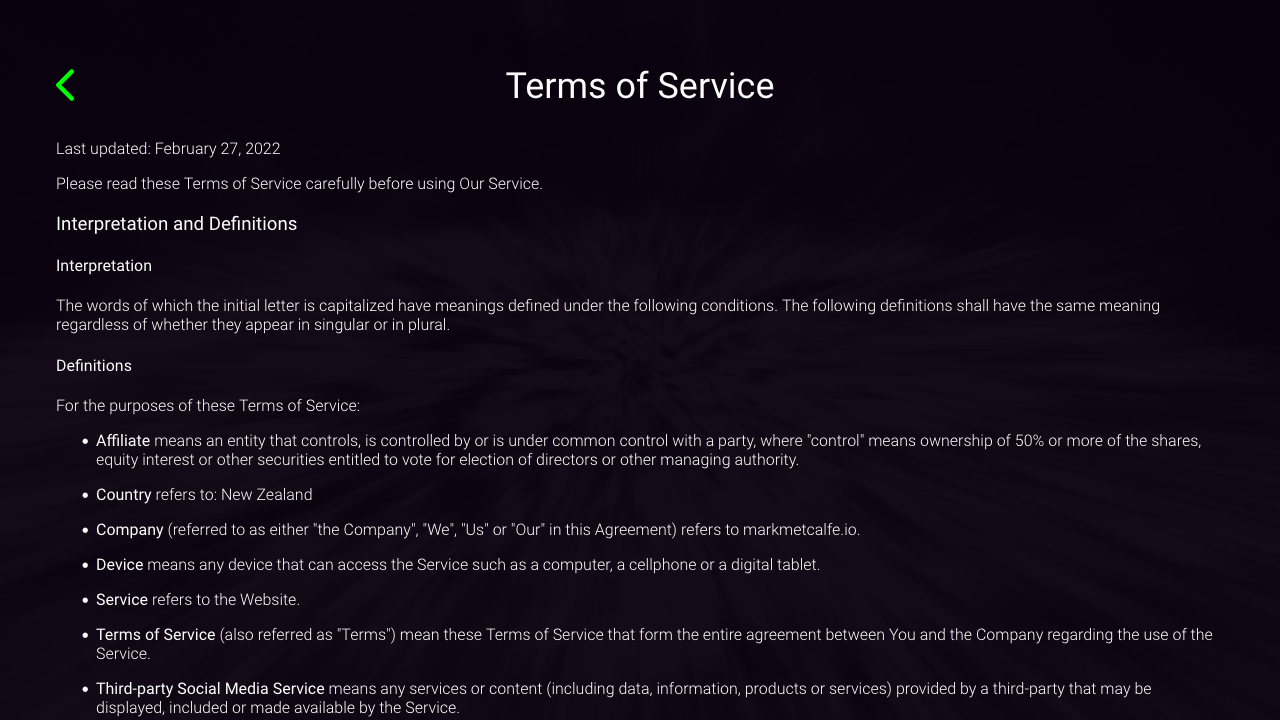 Terms of Service
Last updated: February 27, 2022
Please read these Terms of Service carefully before using Our Service.
Interpretation and Definitions
Interpretation
The words of which the initial letter is capitalized have meanings defined under the following conditions. The following definitions shall have the same meaning
regardless of whether they appear in singular or in plural.
Definitions
For the purposes of these Terms of Service:
• Affiliate means an entity that controls, is controlled by or is under common control with a party, where "control" means ownership of 50% or more of the shares,
equity interest or other securities entitled to vote for election of directors or other managing authority.
• Country refers to: New Zealand
• Company (referred to as either "the Company", "We", "Us" or "Our" in this Agreement) refers to markmetcalfe.io.
• Device means any device that can access the Service such as a computer, a cellphone or a digital tablet.
• Service refers to the Website.
• Terms of Service (also referred as "Terms") mean these Terms of Service that form the entire agreement between You and the Company regarding the use of the
Service.
• Third-party Social Media Service means any services or content (including data, information, products or services) provided by a third-party that may be
displayed, included or made available by the Service.